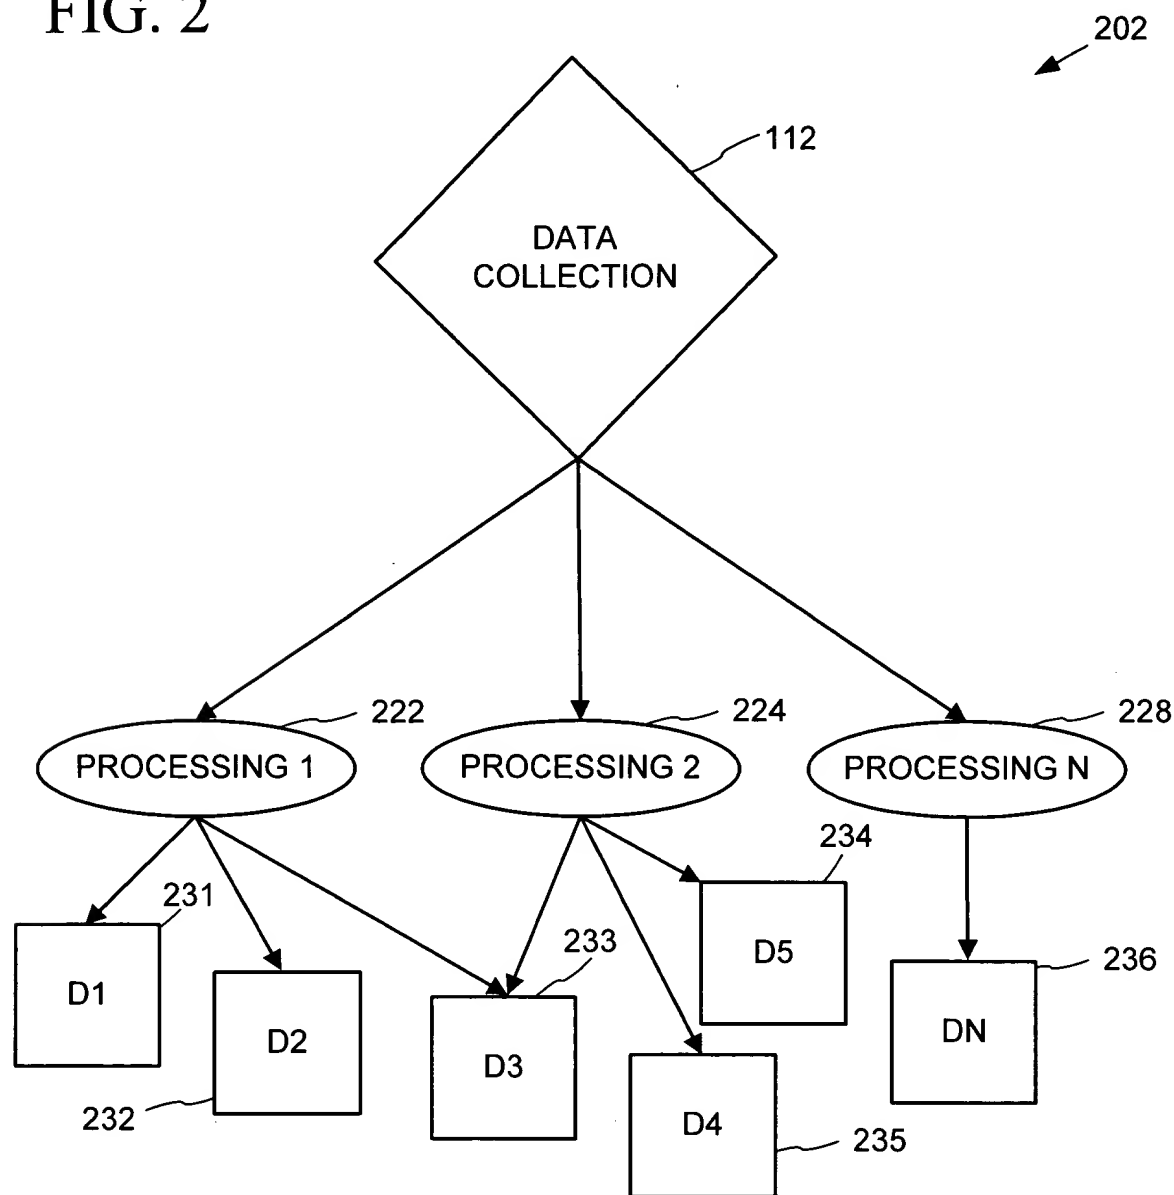 FIG. 2
202
112
DATA
COLLECTION
222
224
228
PROCESSING 1
PROCESSING 2
PROCESSING N
234
231
233
236
D5
D1
D2
DN
D3
D4
232
235